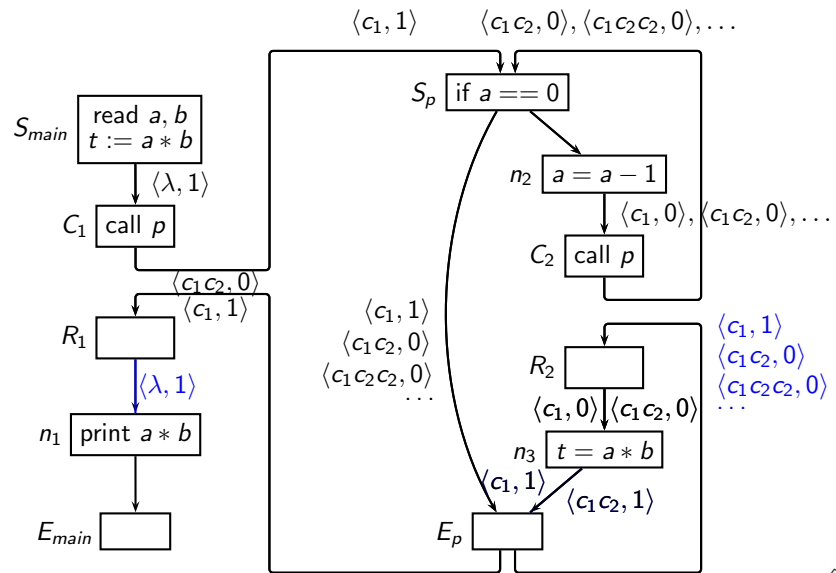 ⟨c₁, 1⟩
⟨c₁c₂, 0⟩, ⟨c₁c₂c₂, 0⟩, . . .
S_p
if a == 0
S_main
read a, b
t := a ∗ b
n₂
a = a − 1
⟨λ, 1⟩
C₁
call p
⟨c₁, 0⟩, ⟨c₁c₂, 0⟩, . . .
C₂
call p
⟨c₁c₂, 0⟩
⟨c₁, 1⟩
R₁
⟨c₁, 1⟩
⟨c₁c₂, 0⟩
⟨c₁c₂c₂, 0⟩
. . .
⟨c₁, 1⟩
⟨c₁c₂, 0⟩
⟨c₁c₂c₂, 0⟩
. . .
R₂
⟨λ, 1⟩
⟨c₁, 0⟩
⟨c₁c₂, 0⟩
n₁
print a ∗ b
n₃
t = a ∗ b
⟨c₁, 1⟩
⟨c₁c₂, 1⟩
E_main
E_p